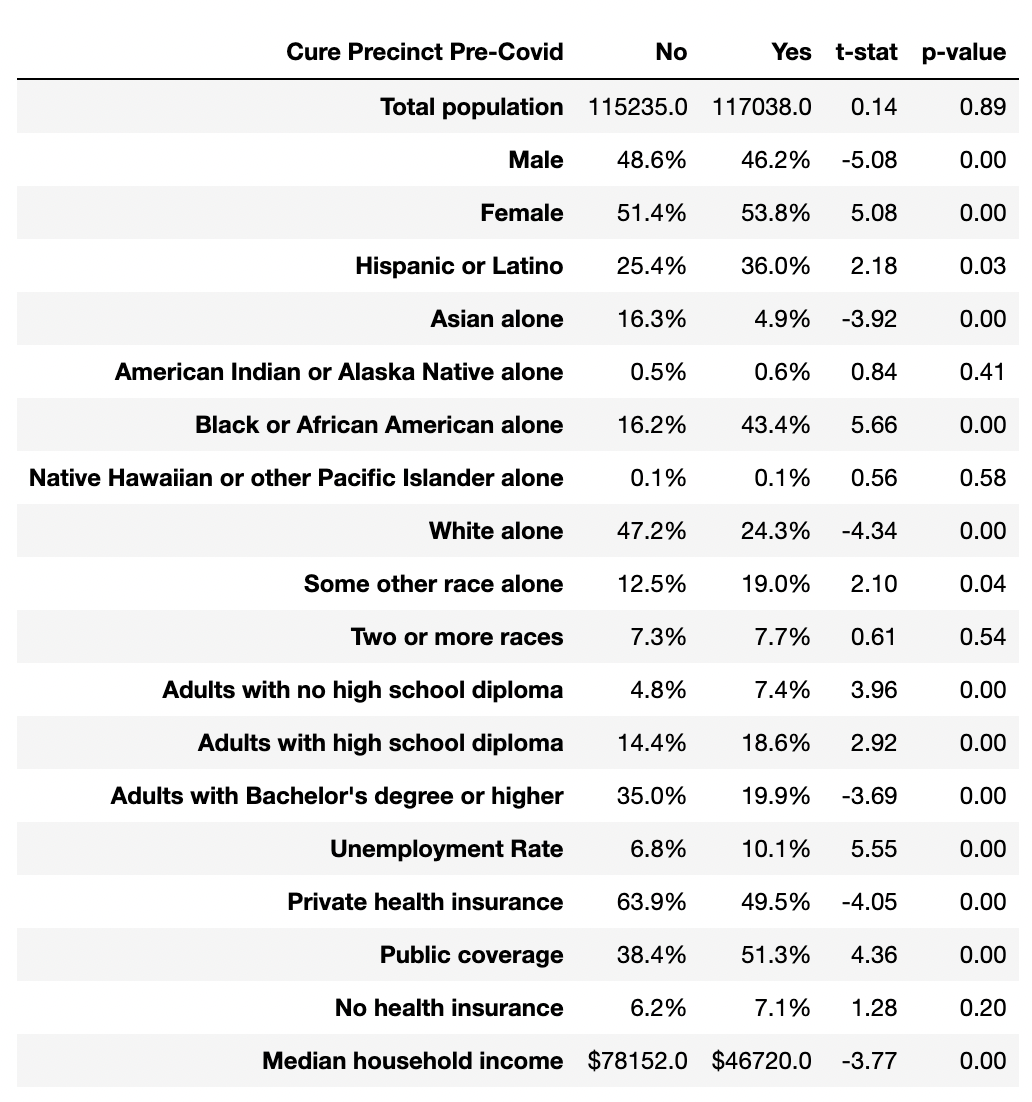 Cure Precinct Pre-Covid No Yes t-stat p-value
Total population 115235.0 117038.0 0.14 0.89
Male 48.6% 46.2% -5.08 0.00
Female 51.4% 53.8% 5.08 0.00
Hispanic or Latino 25.4% 36.0% 2.18 0.03
Asian alone 16.3% 4.9% -3.92 0.00
American Indian or Alaska Native alone 0.5% 0.6% 0.84 0.41
Black or African American alone 16.2% 43.4% 5.66 0.00
Native Hawaiian or other Pacific Islander alone 0.1% 0.1% 0.56 0.58
White alone 47.2% 24.3% -4.34 0.00
Some other race alone 12.5% 19.0% 2.10 0.04
Two or more races 7.3% 7.7% 0.61 0.54
Adults with no high school diploma 4.8% 7.4% 3.96 0.00
Adults with high school diploma 14.4% 18.6% 2.92 0.00
Adults with Bachelor's degree or higher 35.0% 19.9% -3.69 0.00
Unemployment Rate 6.8% 10.1% 5.55 0.00
Private health insurance 63.9% 49.5% -4.05 0.00
Public coverage 38.4% 51.3% 4.36 0.00
No health insurance 6.2% 7.1% 1.28 0.20
Median household income $78152.0 $46720.0 -3.77 0.00